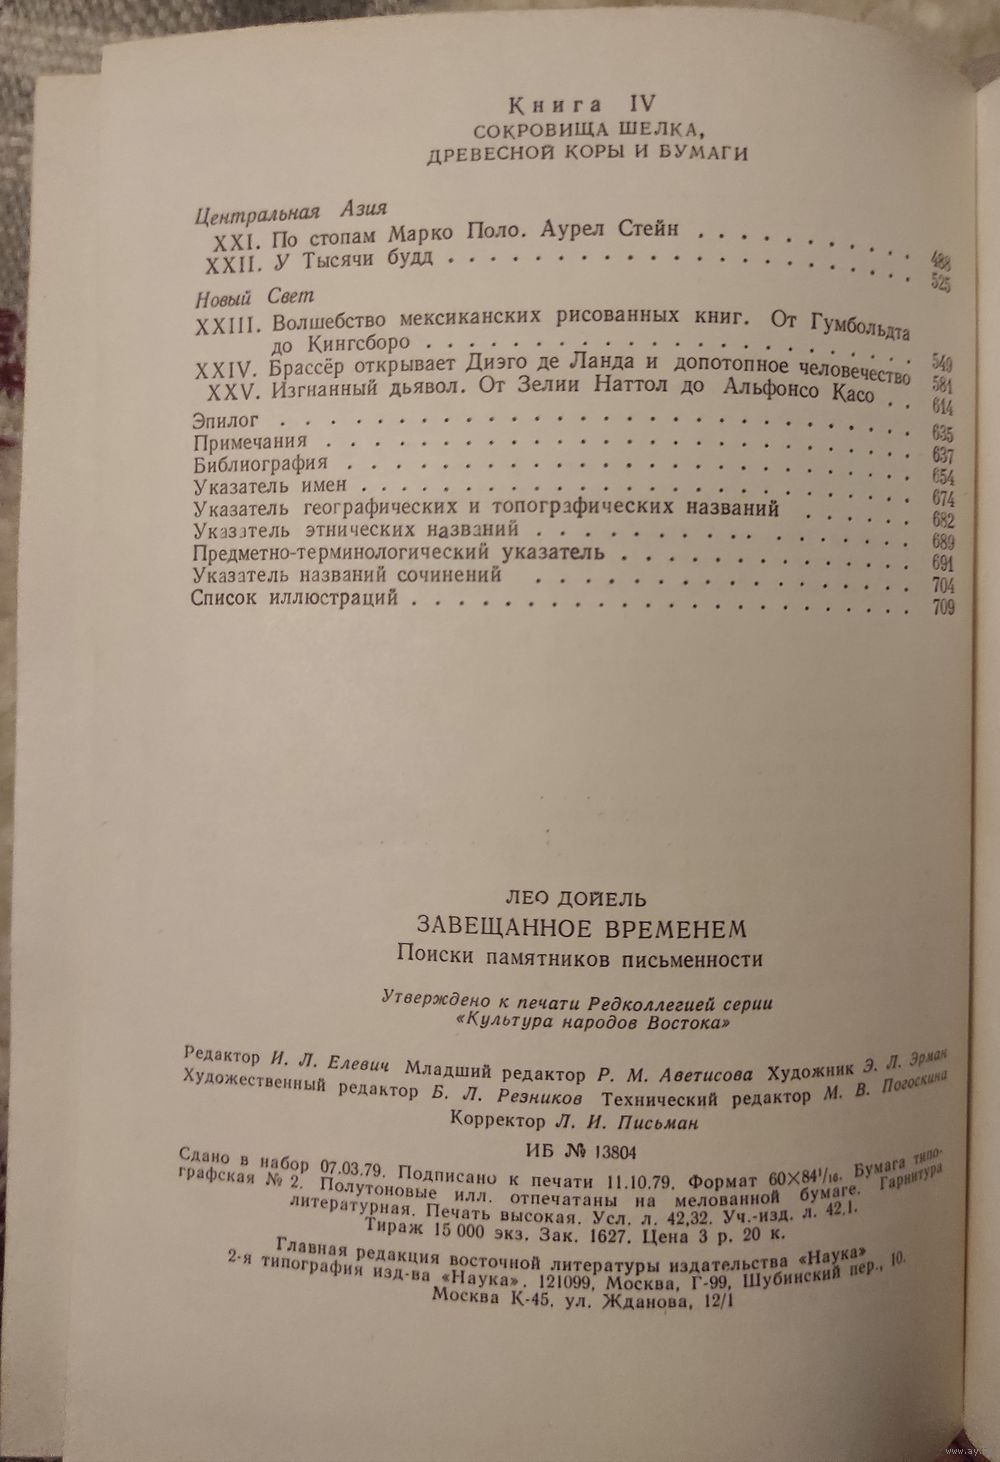 Книга IV
СОКРОВИЩА ШЕЛКА,
ДРЕВЕСНОЙ КОРЫ И БУМАГИ
Центральная Азия
XXI. По стопам Марко Поло. Аурел Стейн . . . . . . . . . . 488
XXII. У Тысячи будд . . . . . . . . . . . . . . . . . . 525
Новый Свет
XXIII. Волшебство мексиканских рисованных книг. От Гумбольдта
до Кингсборо . . . . . . . . . . . . . . . . . . 549
XXIV. Брассёр открывает Диэго де Ланда и допотопное человечество 581
XXV. Изгнанный дьявол. От Зелии Наттол до Альфонсо Касо . . 614
Эпилог . . . . . . . . . . . . . . . . . . . . . . . . 635
Примечания . . . . . . . . . . . . . . . . . . . . . . 637
Библиография . . . . . . . . . . . . . . . . . . . . . 654
Указатель имен . . . . . . . . . . . . . . . . . . . . . 674
Указатель географических и топографических названий . . . . . . 682
Указатель этнических названий . . . . . . . . . . . . . . 689
Предметно-терминологический указатель . . . . . . . . . . . 691
Указатель названий сочинений . . . . . . . . . . . . . . 704
Список иллюстраций . . . . . . . . . . . . . . . . . . . 709
ЛЕО ДОЙЕЛЬ
ЗАВЕЩАННОЕ ВРЕМЕНЕМ
Поиски памятников письменности
Утверждено к печати Редколлегией серии
«Культура народов Востока»
Редактор И. Л. Елевич Младший редактор Р. М. Аветисова Художник Э. Л. Эрман
Художественный редактор Б. Л. Резников Технический редактор М. В. Погоскина
Корректор Л. И. Письман
ИБ № 13804
Сдано в набор 07.03.79. Подписано к печати 11.10.79. Формат 60×84¹/₁₆. Бумага типо-
графская № 2. Полутоновые илл. отпечатаны на мелованной бумаге. Гарнитура
литературная. Печать высокая. Усл. л. 42,32. Уч.-изд. л. 42,1.
Тираж 15 000 экз. Зак. 1627. Цена 3 р. 20 к.
Главная редакция восточной литературы издательства «Наука»
2-я типография изд-ва «Наука». 121099, Москва, Г-99, Шубинский пер., 10.
Москва К-45, ул. Жданова, 12/1